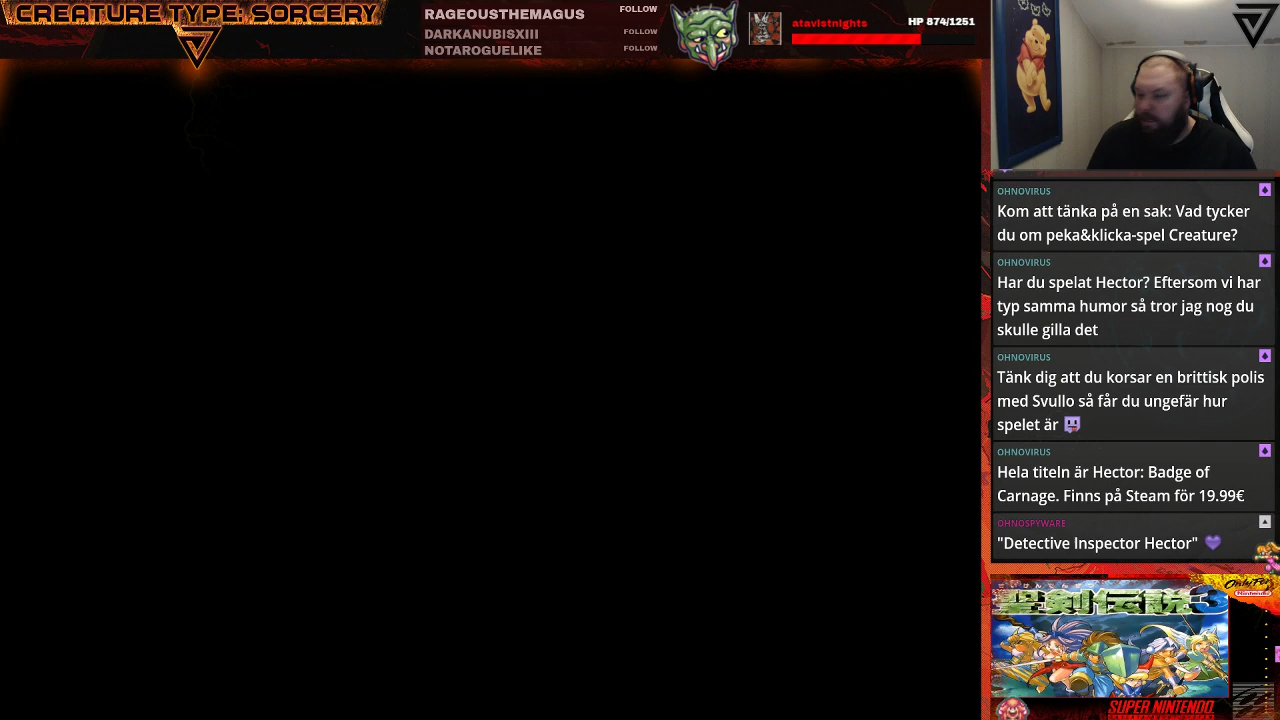 CREATURE TYPE: SORCERY
RAGEOUSTHEMAGUS FOLLOW
DARKANUBISXIII FOLLOW
NOTAROGUELIKE FOLLOW
atavistnights HP 874/1251
OHNOVIRUS
Kom att tänka på en sak: Vad tycker
du om peka&klicka-spel Creature?
OHNOVIRUS
Har du spelat Hector? Eftersom vi har
typ samma humor så tror jag nog du
skulle gilla det
OHNOVIRUS
Tänk dig att du korsar en brittisk polis
med Svullo så får du ungefär hur
spelet är
OHNOVIRUS
Hela titeln är Hector: Badge of
Carnage. Finns på Steam för 19.99€
OHNOSPYWARE
"Detective Inspector Hector"
Only For
Nintendo
聖剣伝説3
SUPER NINTENDO